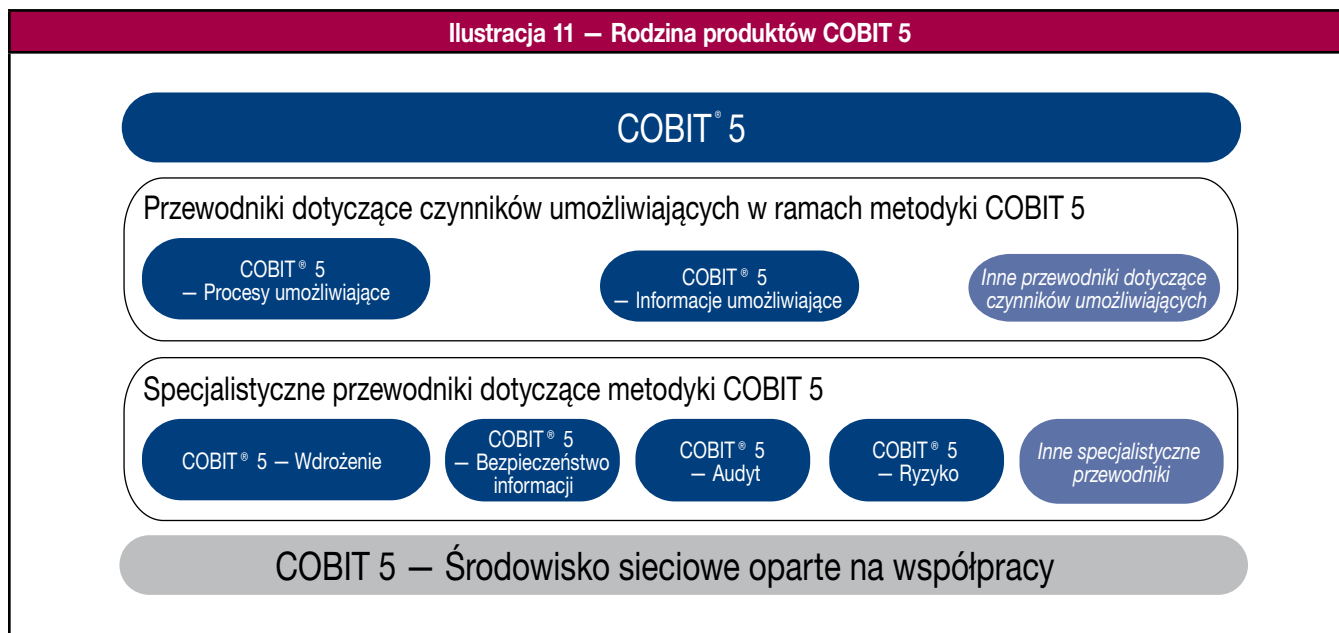 Ilustracja 11 — Rodzina produktów COBIT 5
COBIT® 5
Przewodniki dotyczące czynników umożliwiających w ramach metodyki COBIT 5
COBIT® 5
— Procesy umożliwiające
COBIT® 5
— Informacje umożliwiające
Inne przewodniki dotyczące
czynników umożliwiających
Specjalistyczne przewodniki dotyczące metodyki COBIT 5
COBIT® 5 — Wdrożenie
COBIT® 5
— Bezpieczeństwo
informacji
COBIT® 5
— Audyt
COBIT® 5
— Ryzyko
Inne specjalistyczne
przewodniki
COBIT 5 — Środowisko sieciowe oparte na współpracy